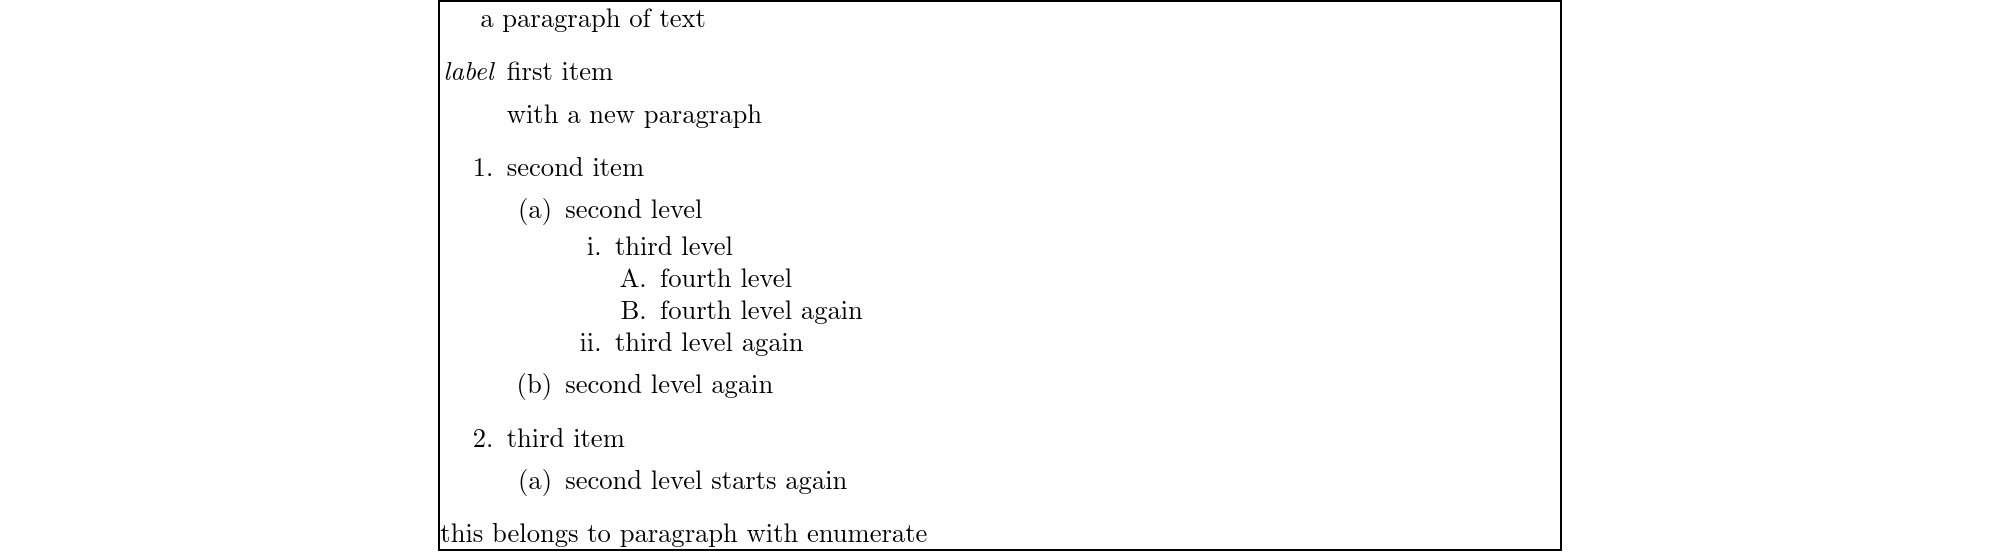 a paragraph of text
label first item
with a new paragraph
1. second item
(a) second level
i. third level
A. fourth level
B. fourth level again
ii. third level again
(b) second level again
2. third item
(a) second level starts again
this belongs to paragraph with enumerate